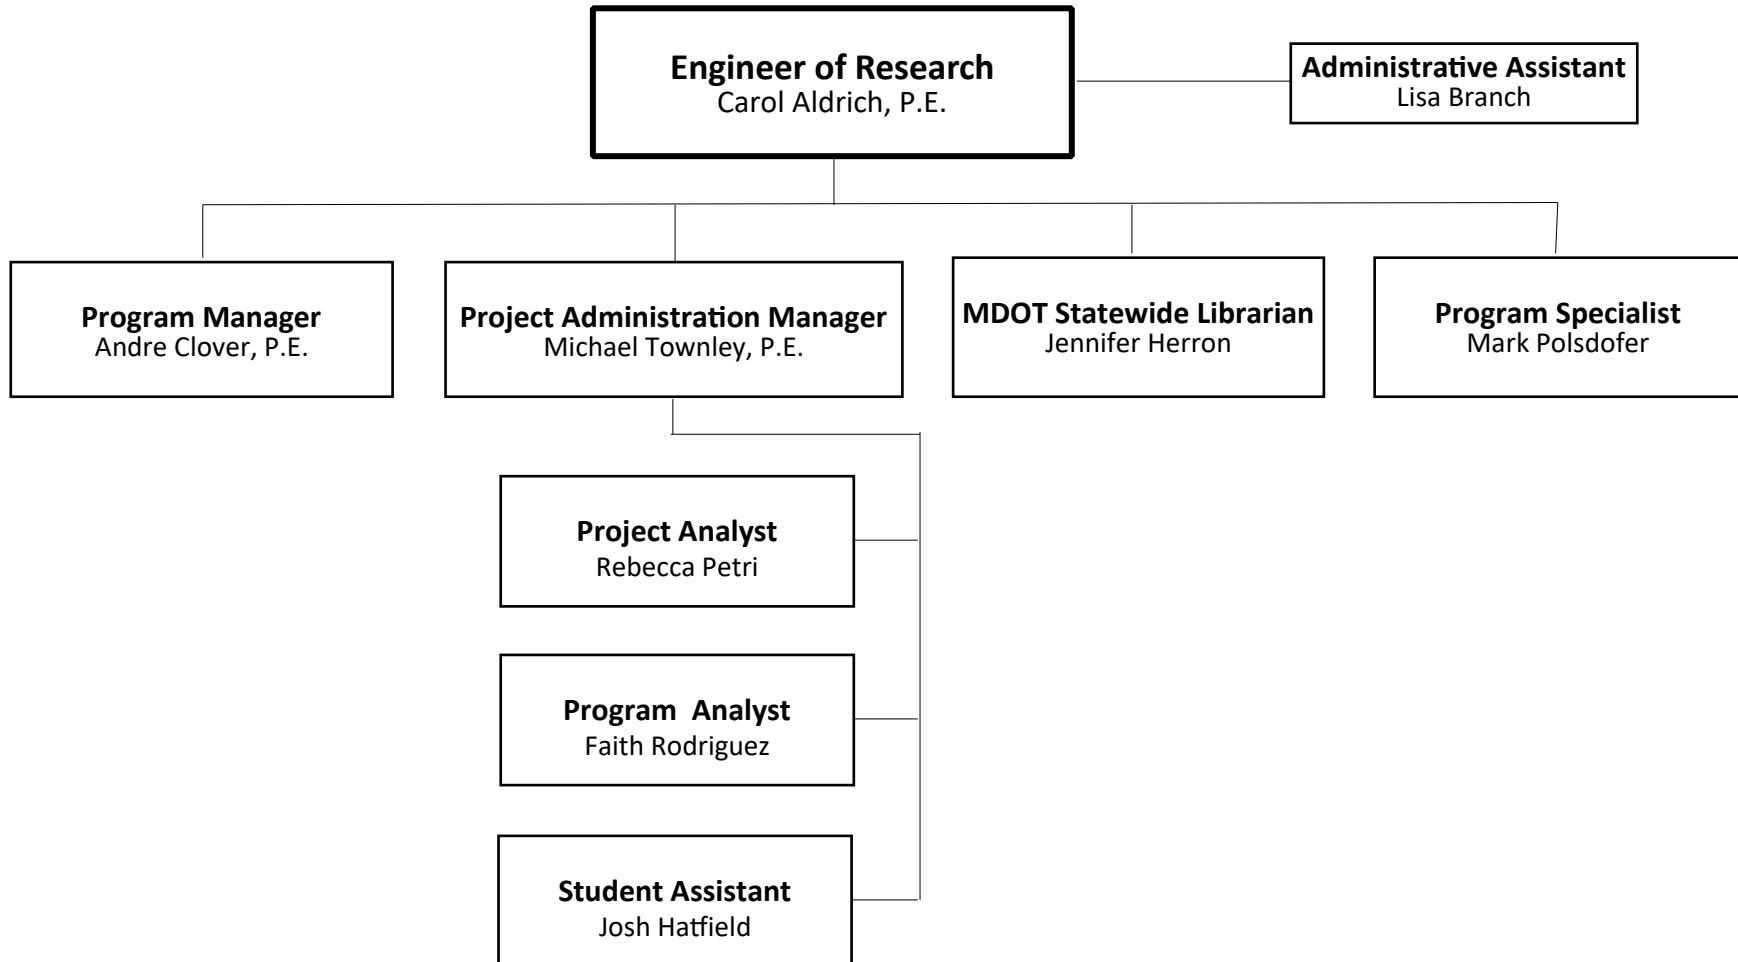 Engineer of Research
Carol Aldrich, P.E.
Administrative Assistant
Lisa Branch
Program Manager
Andre Clover, P.E.
Project Administration Manager
Michael Townley, P.E.
MDOT Statewide Librarian
Jennifer Herron
Program Specialist
Mark Polsdofer
Project Analyst
Rebecca Petri
Program  Analyst
Faith Rodriguez
Student Assistant
Josh Hatfield